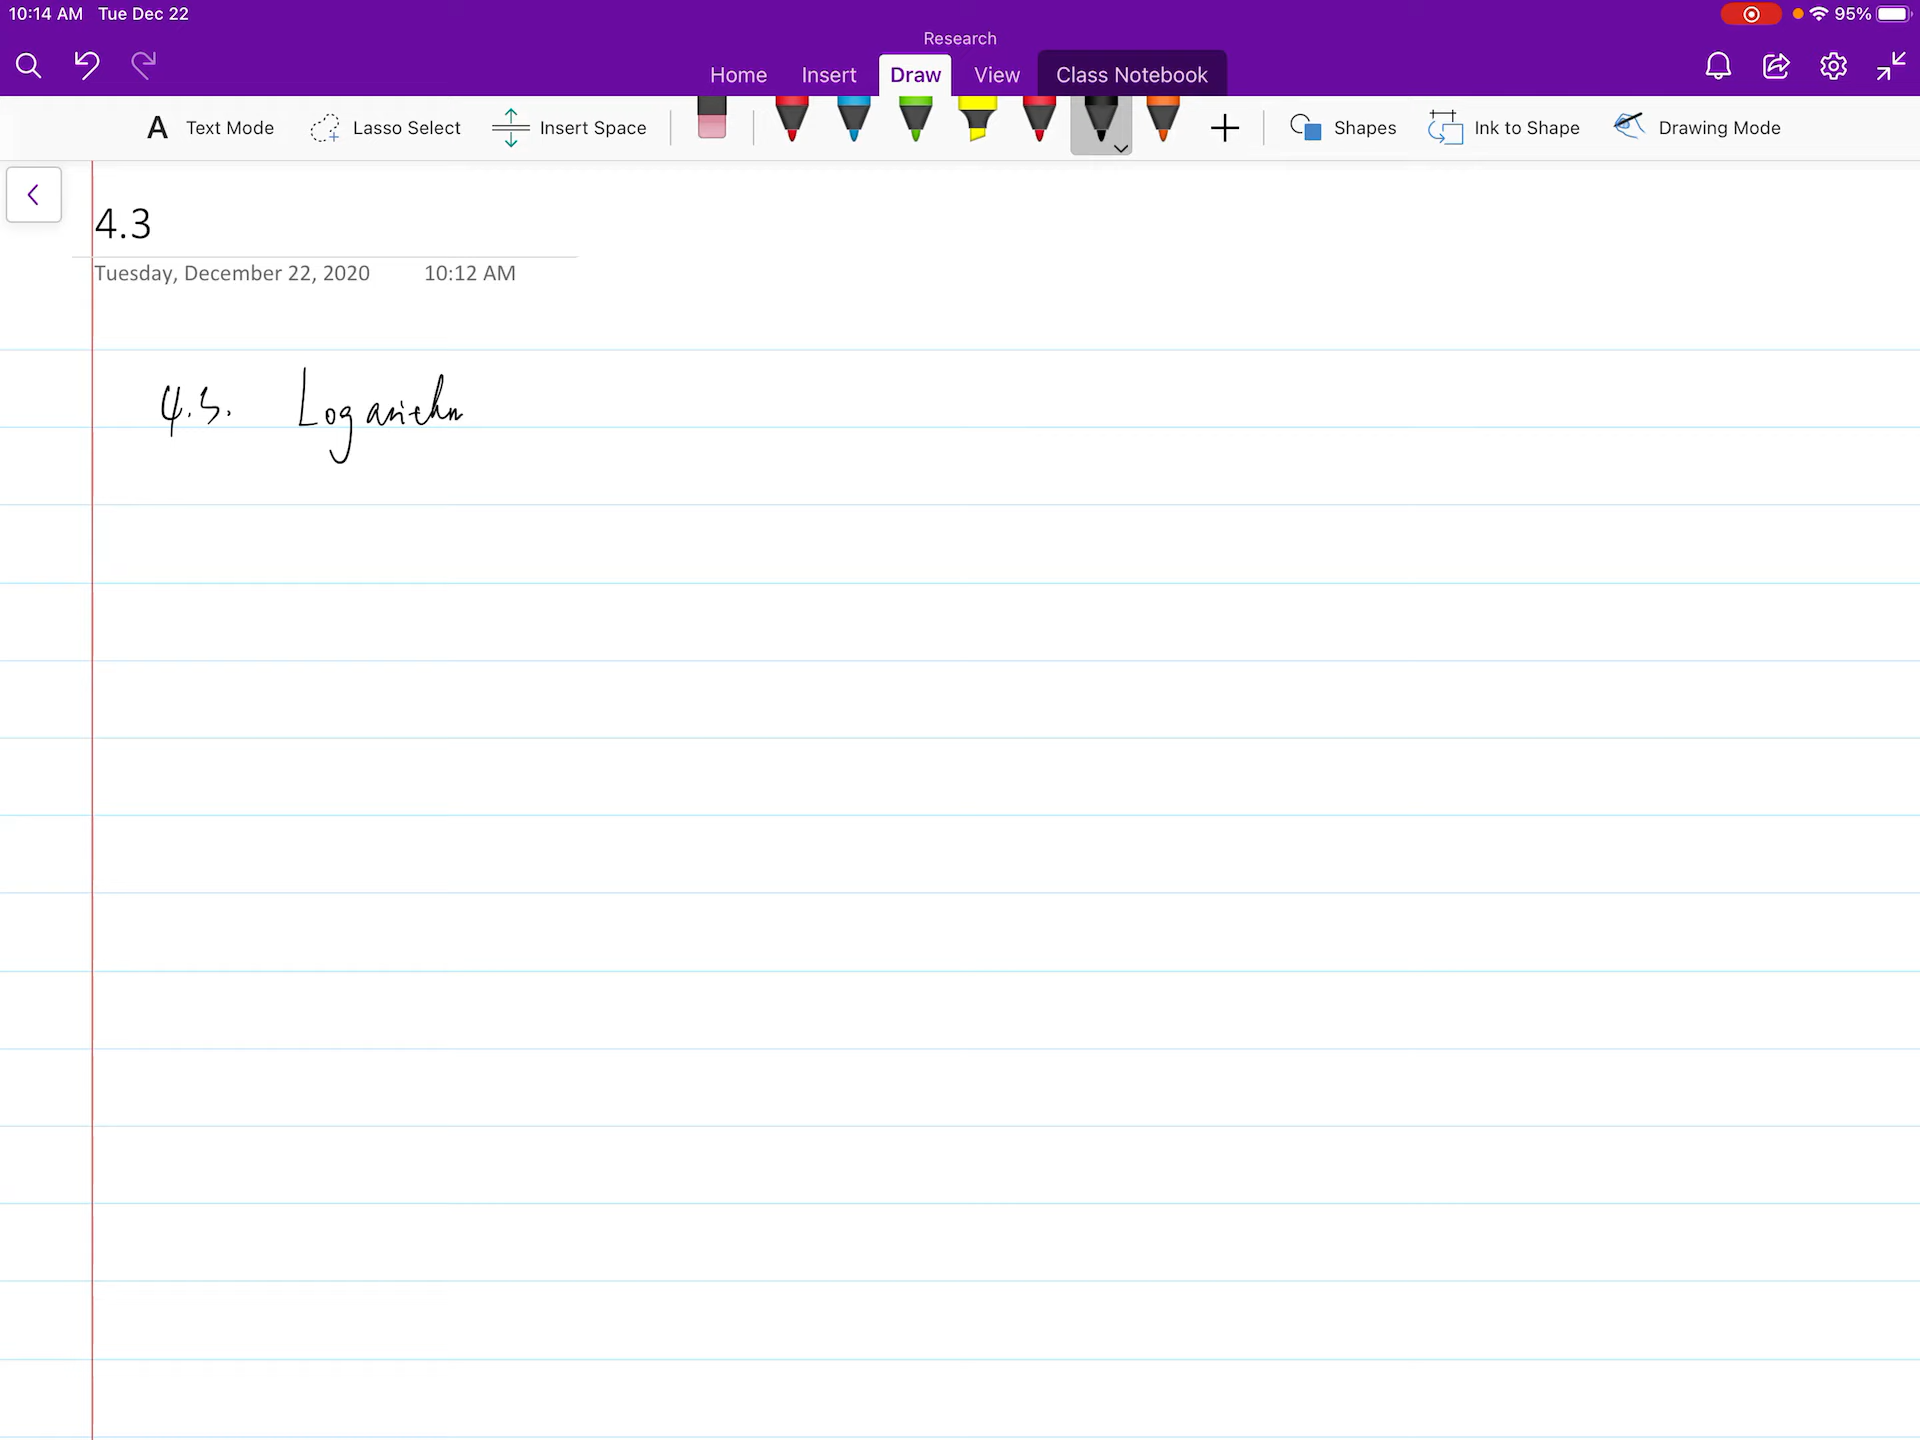 10:14 AM Tue Dec 22
95%
Research
Home Insert Draw View Class Notebook
A Text Mode Lasso Select Insert Space Shapes Ink to Shape Drawing Mode
4.3
Tuesday, December 22, 2020 10:12 AM
4.3. Logarithm